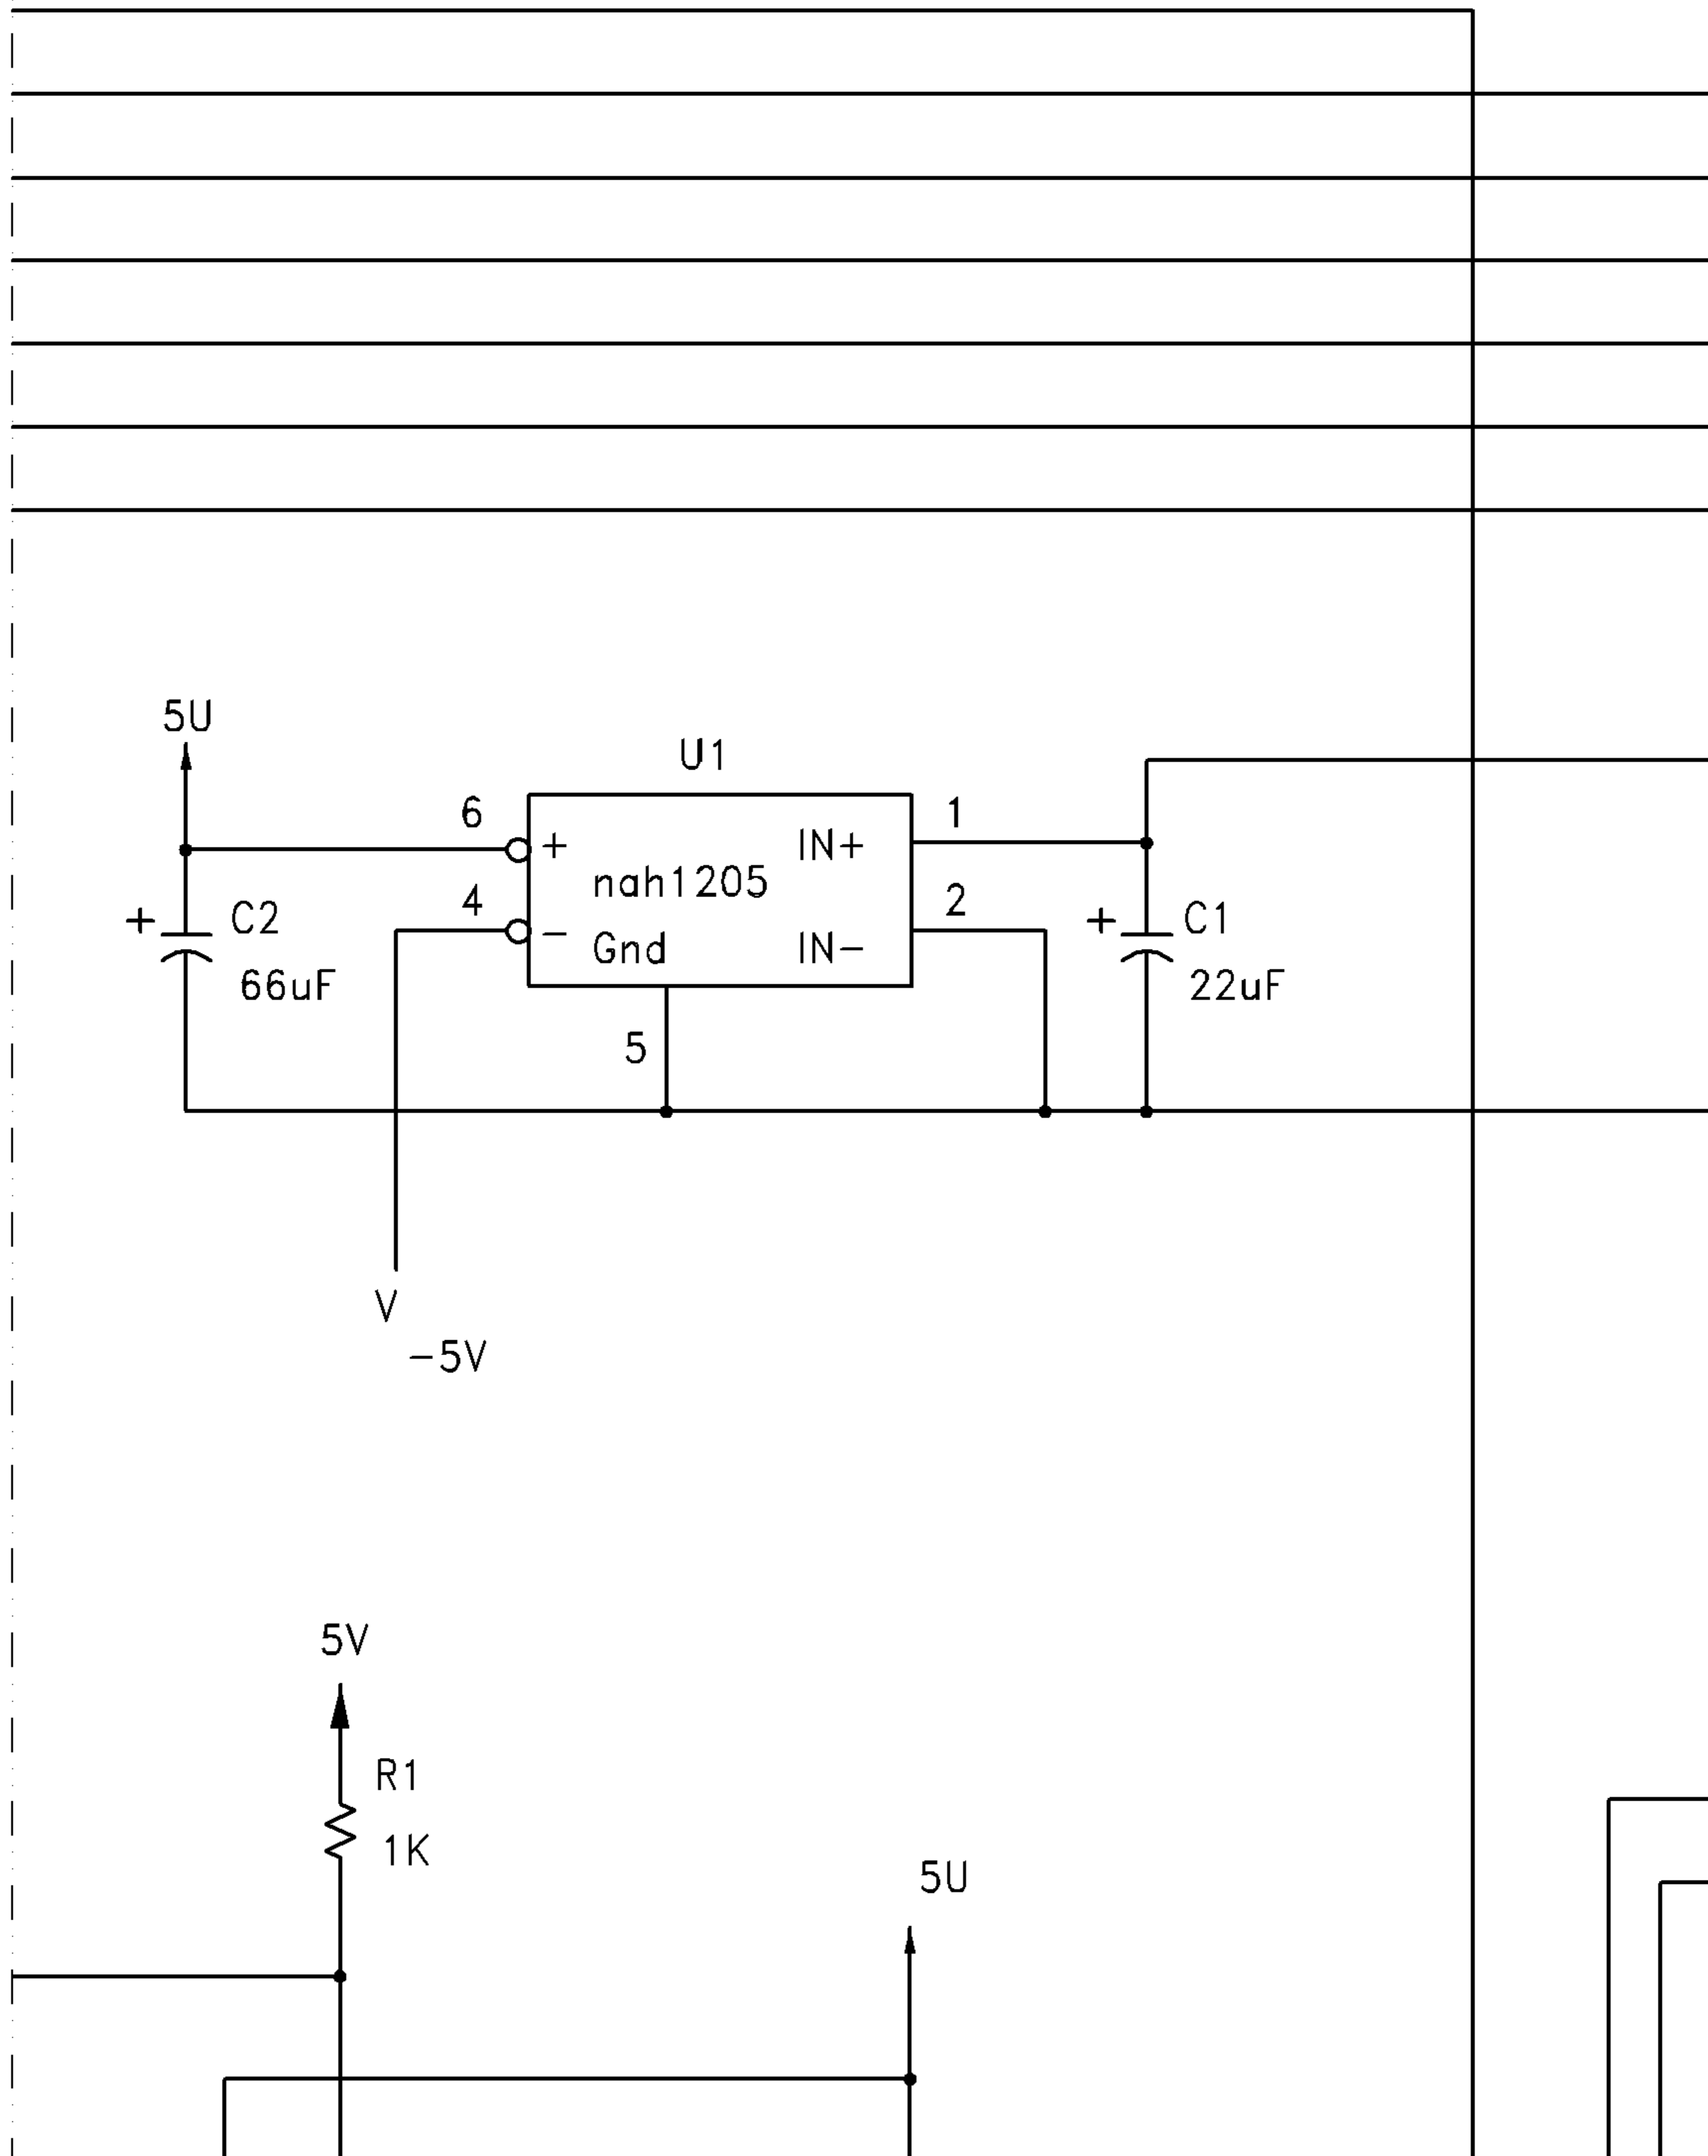 5U
U1
6
1
+
IN+
nah1205
4
2
+
C2
-
Gnd
IN-
+
C1
66uF
22uF
5
V
-5V
5V
R1
1K
5U